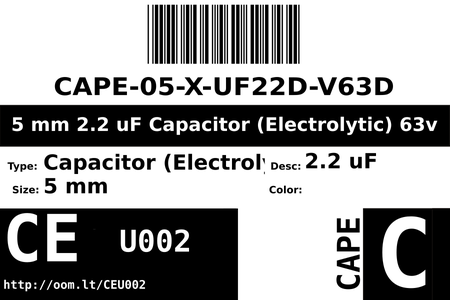 CAPE-05-X-UF22D-V63D
5 mm 2.2 uF Capacitor (Electrolytic) 63v
Type: Capacitor (Electroly Desc: 2.2 uF
Size: 5 mm Color:
CE U002 CAPE C
http://oom.lt/CEU002